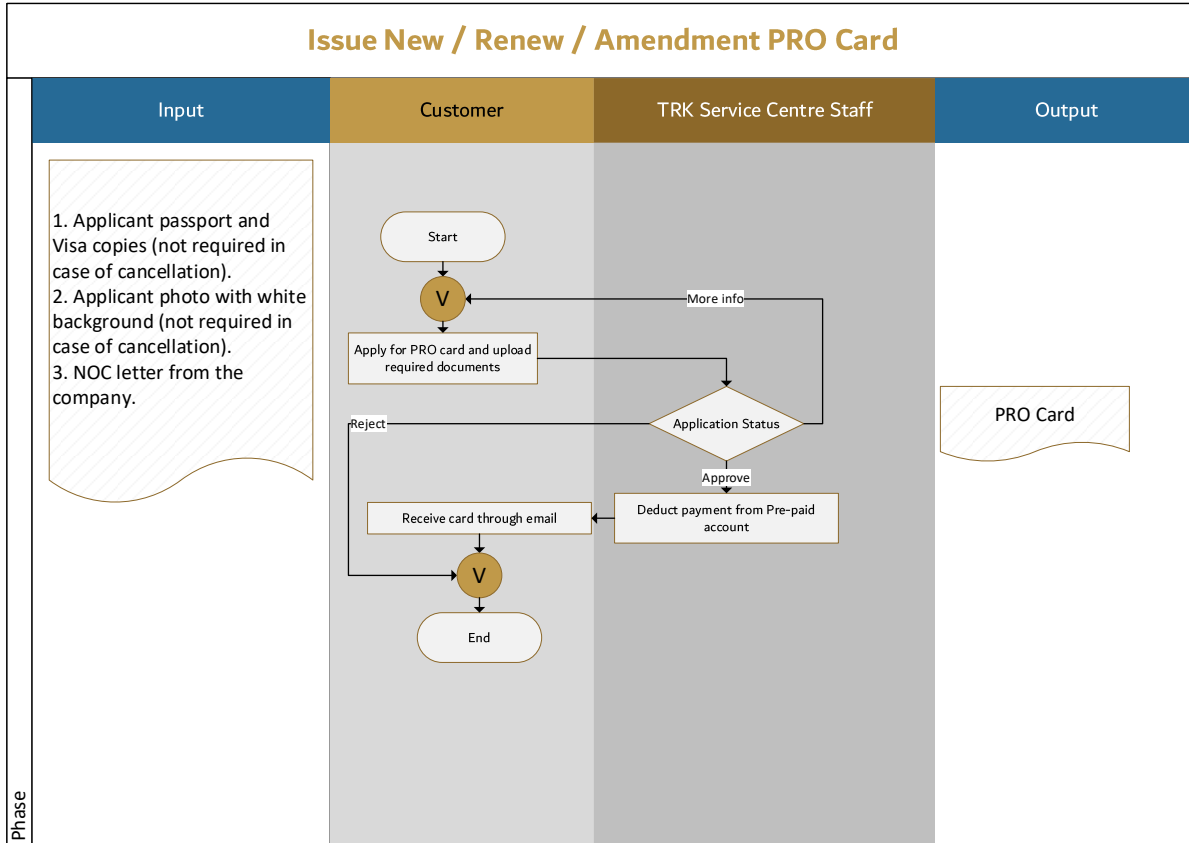 Issue New / Renew / Amendment PRO Card
Input
Customer
TRK Service Centre Staff
Output
1. Applicant passport and
Visa copies (not required in
case of cancellation).
2. Applicant photo with white
background (not required in
case of cancellation).
3. NOC letter from the
company.
Start
V
More info
Apply for PRO card and upload
required documents
Reject
Application Status
PRO Card
Approve
Receive card through email
Deduct payment from Pre-paid
account
V
End
Phase